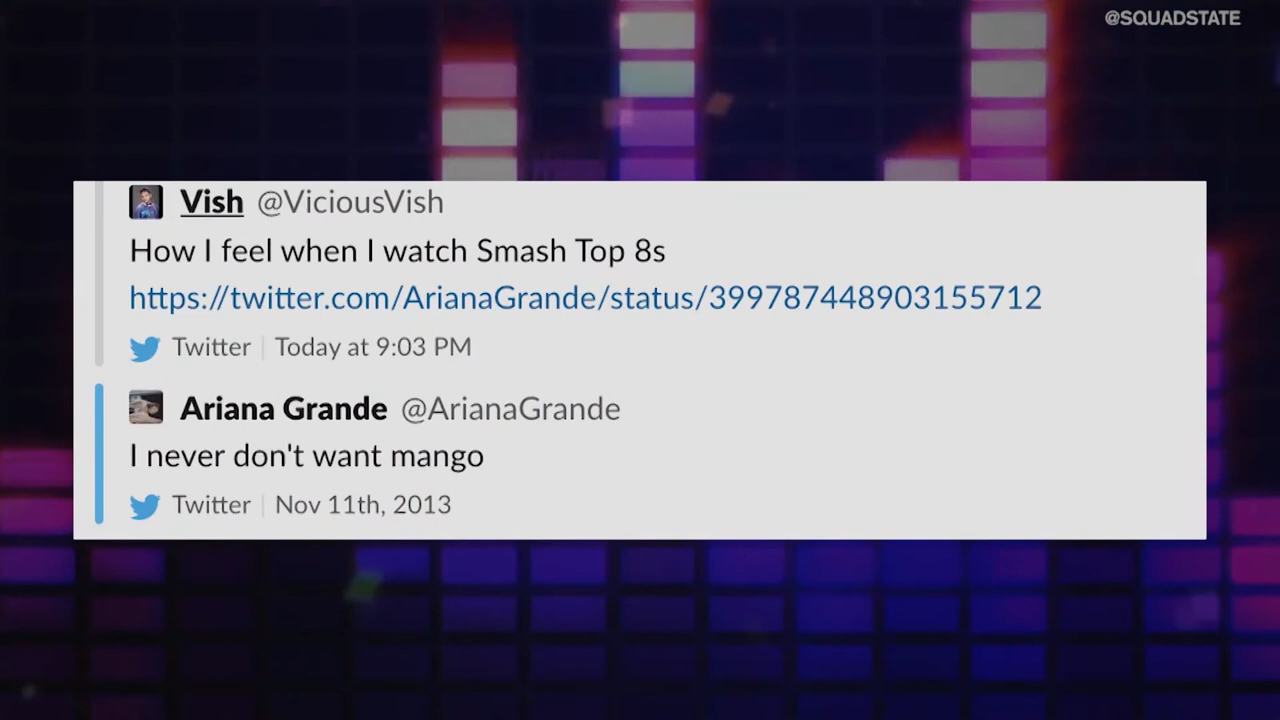 @SQUADSTATE
Vish @ViciousVish
How I feel when I watch Smash Top 8s
https://twitter.com/ArianaGrande/status/399787448903155712
Twitter | Today at 9:03 PM
Ariana Grande @ArianaGrande
I never don't want mango
Twitter | Nov 11th, 2013